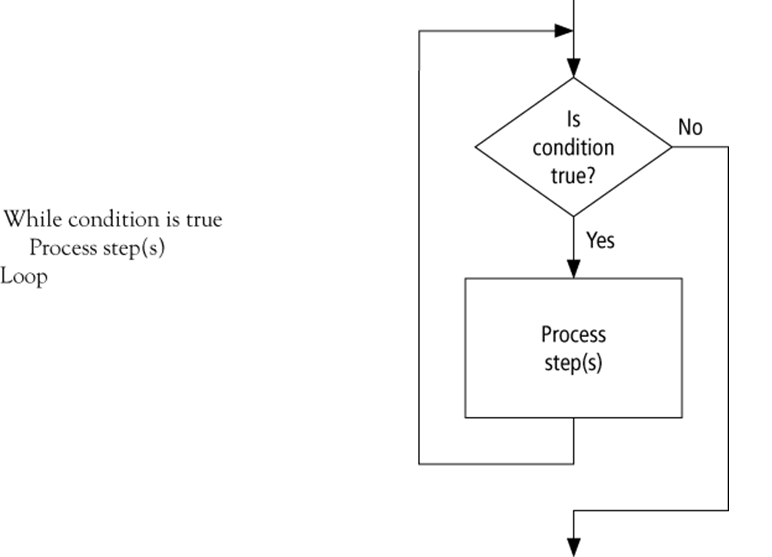 While condition is true
Process step(s)
Loop
Is
condition
true?
No
Yes
Process
step(s)